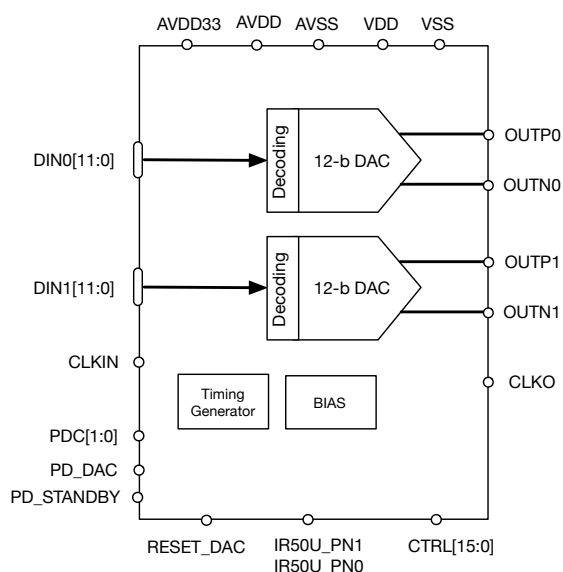 AVDD33 AVDD AVSS VDD VSS
DIN0[11:0]
Decoding
12-b DAC
OUTP0
OUTN0
DIN1[11:0]
Decoding
12-b DAC
OUTP1
OUTN1
CLKIN
CLKO
Timing
Generator
BIAS
PDC[1:0]
PD_DAC
PD_STANDBY
RESET_DAC
IR50U_PN1
IR50U_PN0
CTRL[15:0]